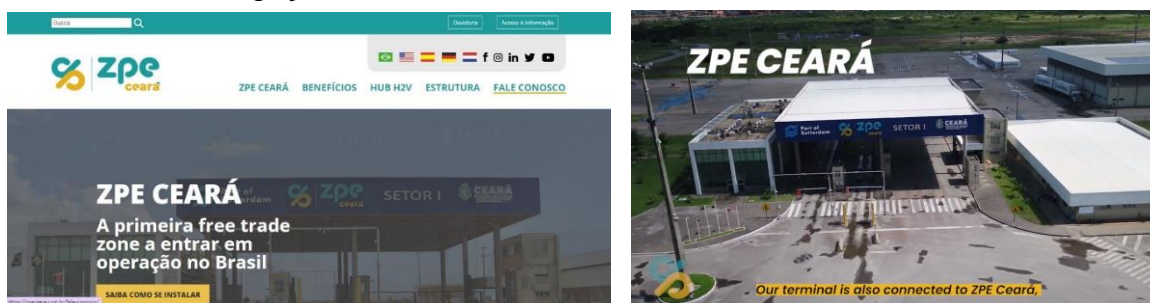 Busca
Ouvidoria
Acesso à Informação
zpe
ceará
ZPE CEARÁ
BENEFÍCIOS
HUB H2V
ESTRUTURA
FALE CONOSCO
ZPE CEARÁ
A primeira free trade
zone a entrar em
operação no Brasil
SAIBA COMO SE INSTALAR
zpe
ceará
SETOR I
CEARÁ
ZPE CEARÁ
Port of
Rotterdam
zpe
ceará
SETOR I
CEARÁ
Our terminal is also connected to ZPE Ceará,